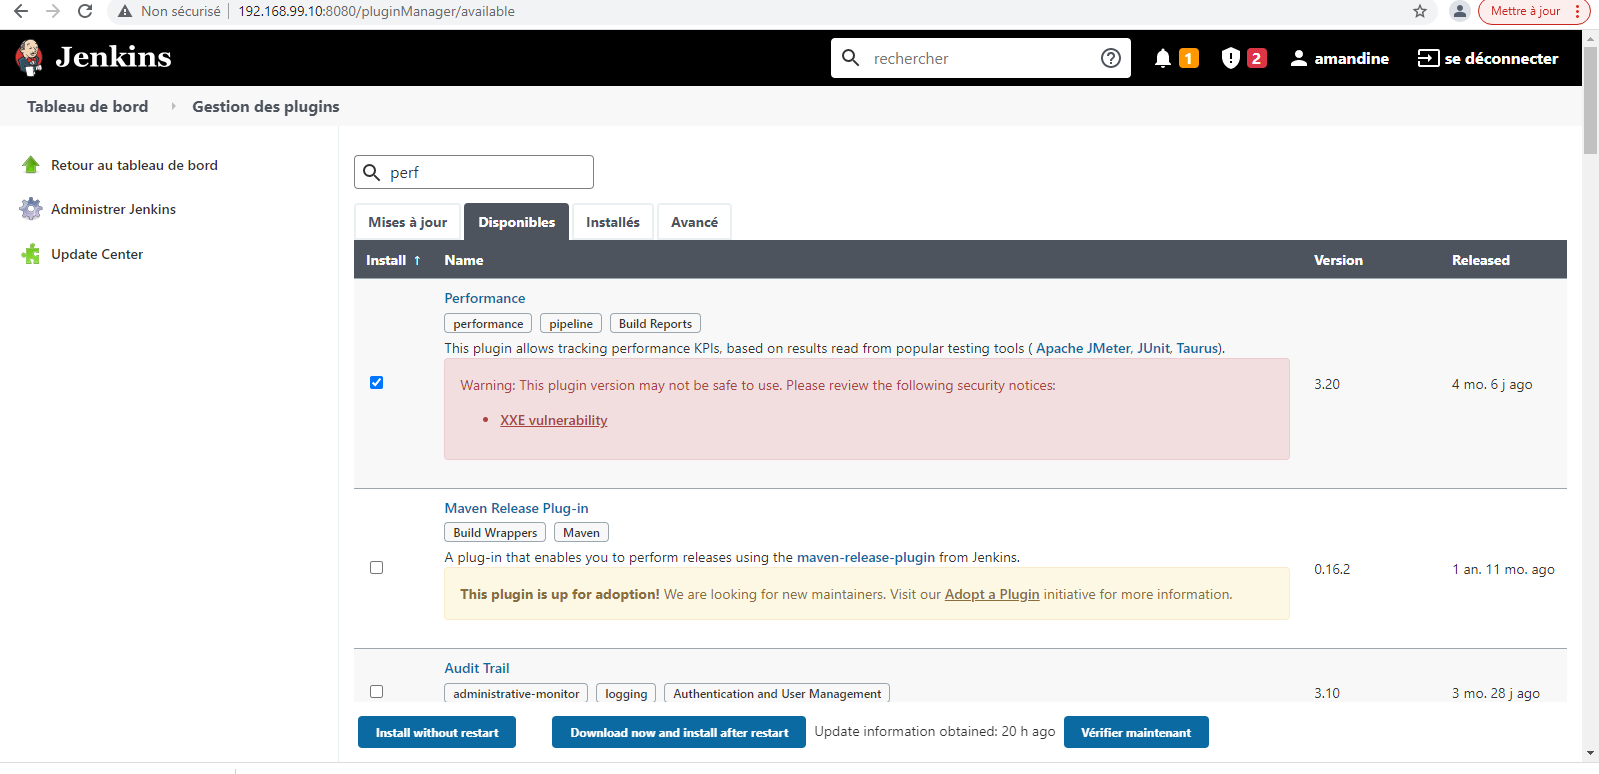 Non sécurisé | 192.168.99.10:8080/pluginManager/available
Mettre à jour
Jenkins
rechercher
1
2
amandine
se déconnecter
Tableau de bord
Gestion des plugins
Retour au tableau de bord
Administrer Jenkins
Update Center
perf
Mises à jour
Disponibles
Installés
Avancé
Install ↑
Name
Version
Released
Performance
performance
pipeline
Build Reports
This plugin allows tracking performance KPIs, based on results read from popular testing tools ( Apache JMeter, JUnit, Taurus).
Warning: This plugin version may not be safe to use. Please review the following security notices:
• XXE vulnerability
3.20
4 mo. 6 j ago
Maven Release Plug-in
Build Wrappers
Maven
A plug-in that enables you to perform releases using the maven-release-plugin from Jenkins.
This plugin is up for adoption! We are looking for new maintainers. Visit our Adopt a Plugin initiative for more information.
0.16.2
1 an. 11 mo. ago
Audit Trail
administrative-monitor
logging
Authentication and User Management
3.10
3 mo. 28 j ago
Install without restart
Download now and install after restart
Update information obtained: 20 h ago
Vérifier maintenant